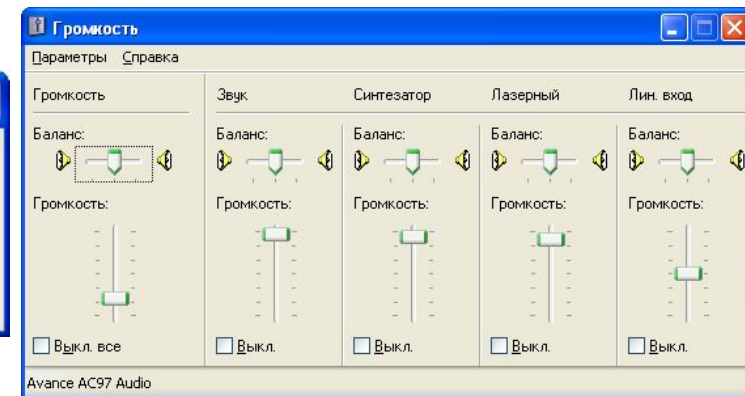 Громкость
Параметры Справка
Громкость Звук Синтезатор Лазерный Лин. вход
Баланс: Баланс: Баланс: Баланс: Баланс:
Громкость: Громкость: Громкость: Громкость: Громкость:
Выкл. все Выкл. Выкл. Выкл. Выкл.
Avance AC97 Audio